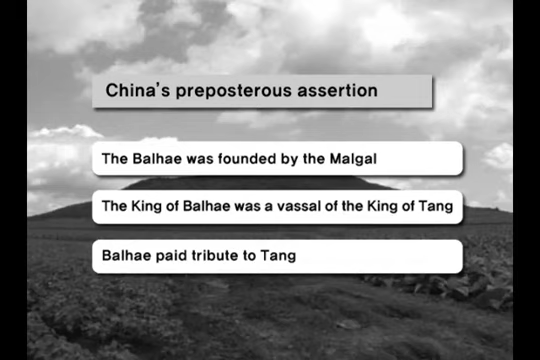 China's preposterous assertion
The Balhae was founded by the Malgal
The King of Balhae was a vassal of the King of Tang
Balhae paid tribute to Tang